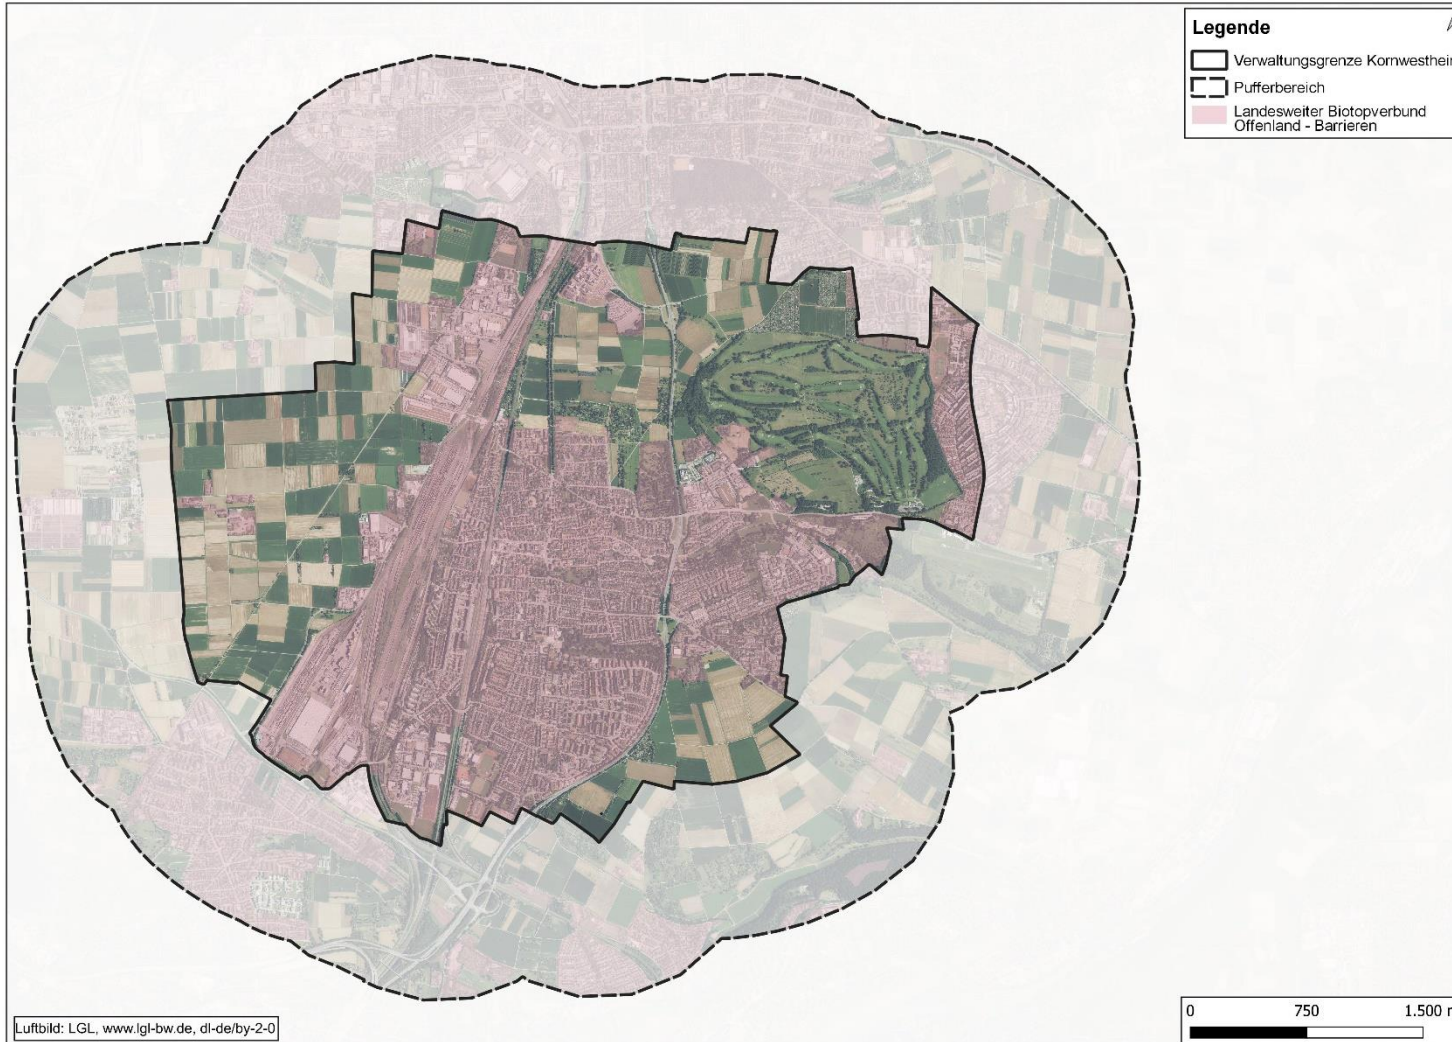 Legende
Verwaltungsgrenze Kornwestheim
Pufferbereich
Landesweiter Biotopverbund
Offenland - Barrieren
0 750 1.500 m
Luftbild: LGL, www.lgl-bw.de, dl-de/by-2-0